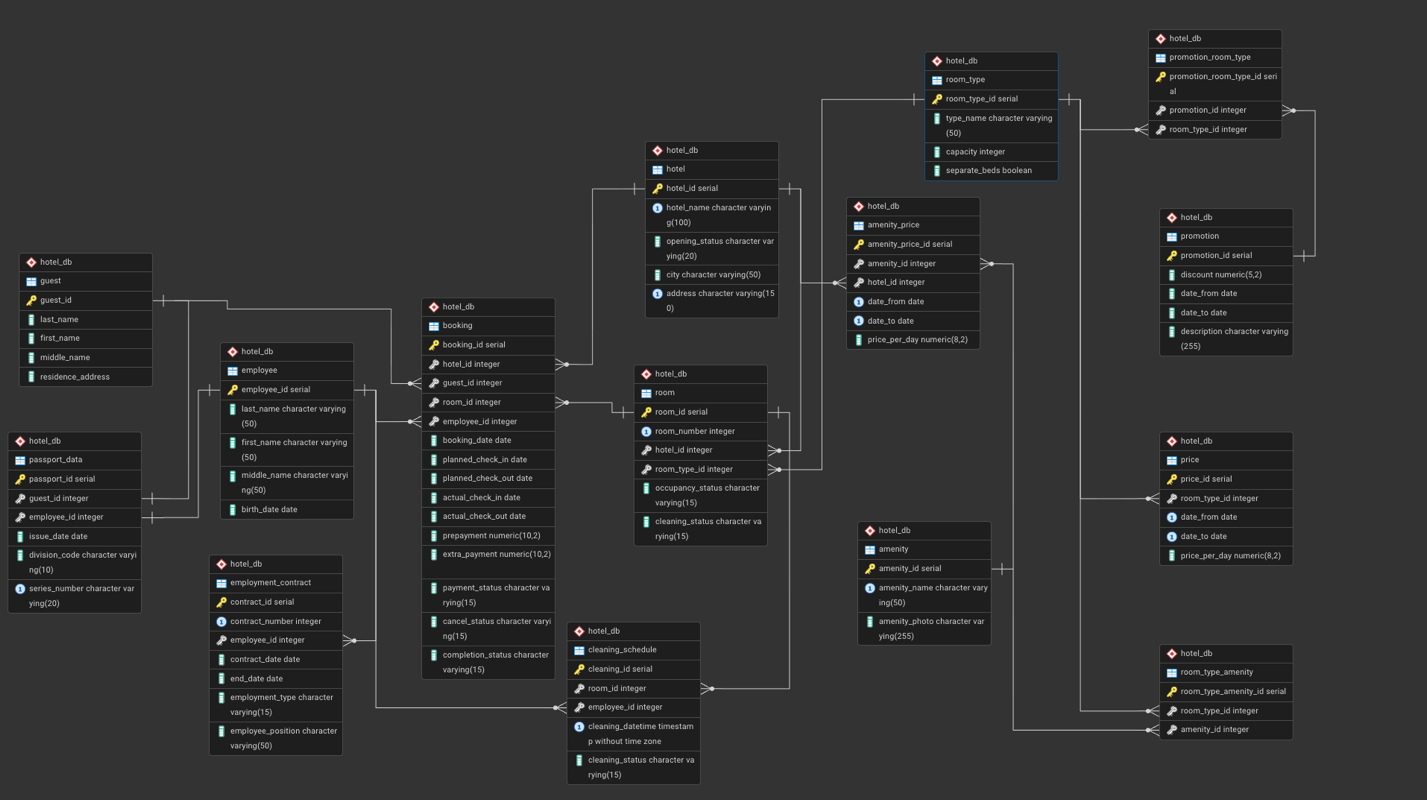 hotel_db
guest
guest_id
last_name
first_name
middle_name
residence_address
hotel_db
passport_data
passport_id serial
guest_id integer
employee_id integer
issue_date date
division_code character varyi
ng(10)
series_number character var
ying(20)
hotel_db
employee
employee_id serial
last_name character varying
(50)
first_name character varying
(50)
middle_name character varyi
ng(50)
birth_date date
hotel_db
employment_contract
contract_id serial
contract_number integer
employee_id integer
contract_date date
end_date date
employment_type character
varying(15)
employee_position character
varying(50)
hotel_db
booking
booking_id serial
hotel_id integer
guest_id integer
room_id integer
employee_id integer
booking_date date
planned_check_in date
planned_check_out date
actual_check_in date
actual_check_out date
prepayment numeric(10,2)
extra_payment numeric(10,2)
payment_status character va
rying(15)
cancel_status character varyi
ng(15)
completion_status character
varying(15)
hotel_db
hotel
hotel_id serial
hotel_name character varyin
g(100)
opening_status character var
ying(20)
city character varying(50)
address character varying(15
0)
hotel_db
room
room_id serial
room_number integer
hotel_id integer
room_type_id integer
occupancy_status character
varying(15)
cleaning_status character va
rying(15)
hotel_db
cleaning_schedule
cleaning_id serial
room_id integer
employee_id integer
cleaning_datetime timestam
p without time zone
cleaning_status character va
rying(15)
hotel_db
room_type
room_type_id serial
type_name character varying
(50)
capacity integer
separate_beds boolean
hotel_db
amenity_price
amenity_price_id serial
amenity_id integer
hotel_id integer
date_from date
date_to date
price_per_day numeric(8,2)
hotel_db
amenity
amenity_id serial
amenity_name character vary
ing(50)
amenity_photo character var
ying(255)
hotel_db
promotion_room_type
promotion_room_type_id seri
al
promotion_id integer
room_type_id integer
hotel_db
promotion
promotion_id serial
discount numeric(5,2)
date_from date
date_to date
description character varying
(255)
hotel_db
price
price_id serial
room_type_id integer
date_from date
date_to date
price_per_day numeric(8,2)
hotel_db
room_type_amenity
room_type_amenity_id serial
room_type_id integer
amenity_id integer